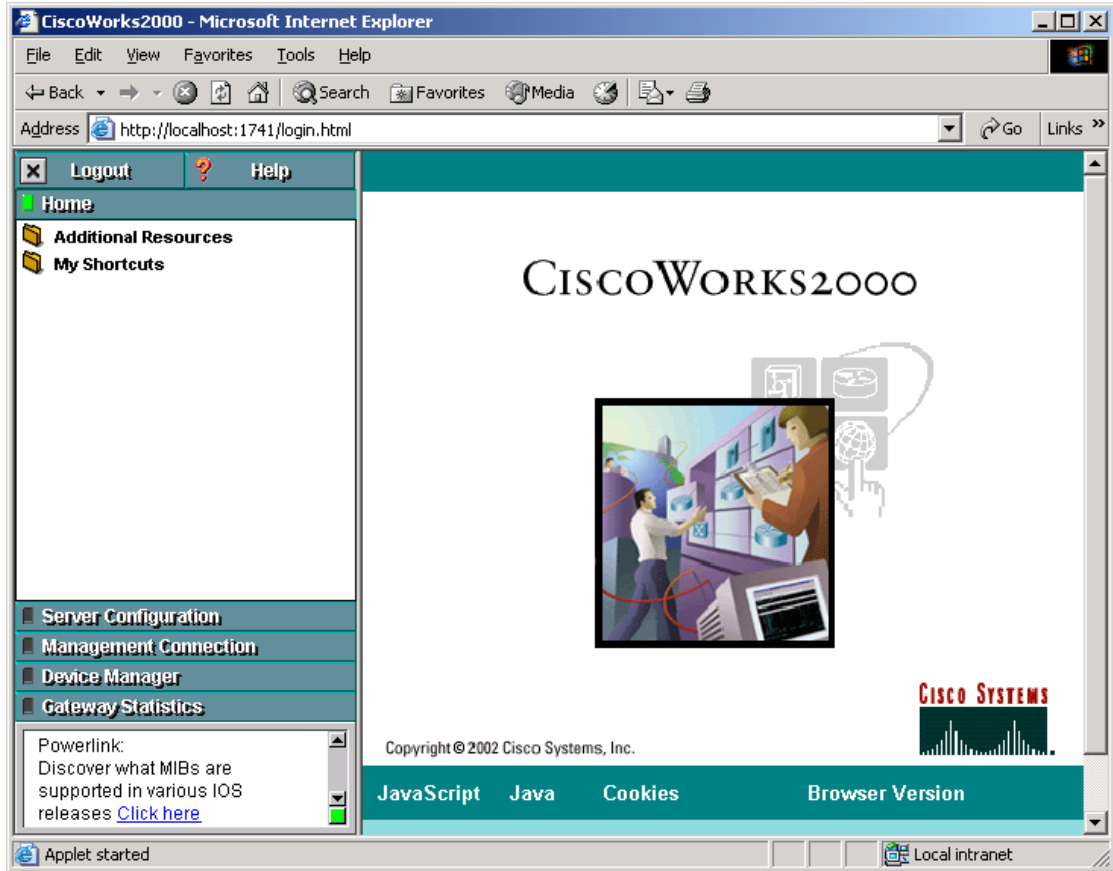 CiscoWorks2000 - Microsoft Internet Explorer
File Edit View Favorites Tools Help
Back Search Favorites Media
Address http://localhost:1741/login.html Go Links »
Logout ? Help
Home
Additional Resources
My Shortcuts
CISCOWORKS2000
Server Configuration
Management Connection
Device Manager
Gateway Statistics
Powerlink:
Discover what MIBs are
supported in various IOS
releases Click here
CISCO SYSTEMS
Copyright © 2002 Cisco Systems, Inc.
JavaScript Java Cookies Browser Version
Applet started Local intranet